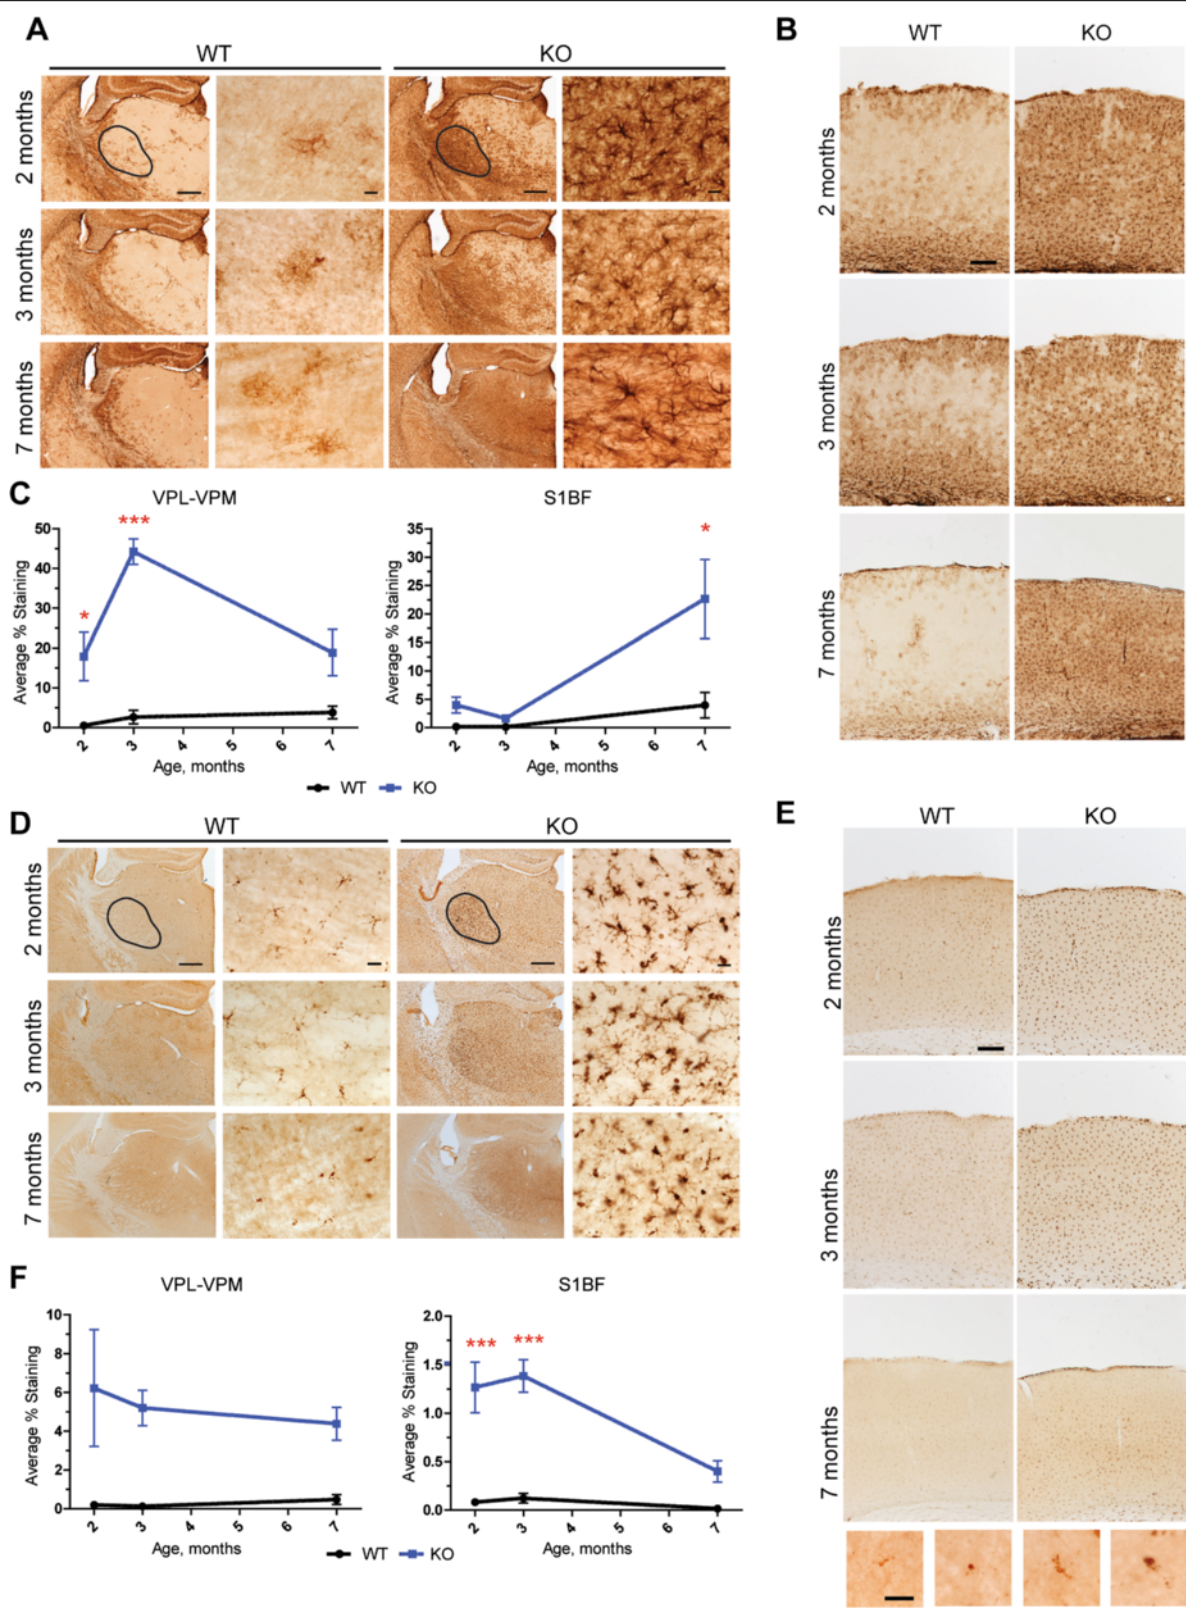 A
WT
KO
2 months
3 months
7 months
B
WT
KO
2 months
3 months
7 months
C
VPL-VPM
***
*
Average % Staining
50
40
30
20
10
0
2 3 4 5 6 7
Age, months
S1BF
*
Average % Staining
35
30
25
20
15
10
5
0
2 3 4 5 6 7
Age, months
WT KO
D
WT
KO
2 months
3 months
7 months
E
WT
KO
2 months
3 months
7 months
F
VPL-VPM
Average % Staining
10
8
6
4
2
0
2 3 4 5 6 7
Age, months
S1BF
*** ***
Average % Staining
2.0
1.5
1.0
0.5
0.0
2 3 4 5 6 7
Age, months
WT KO